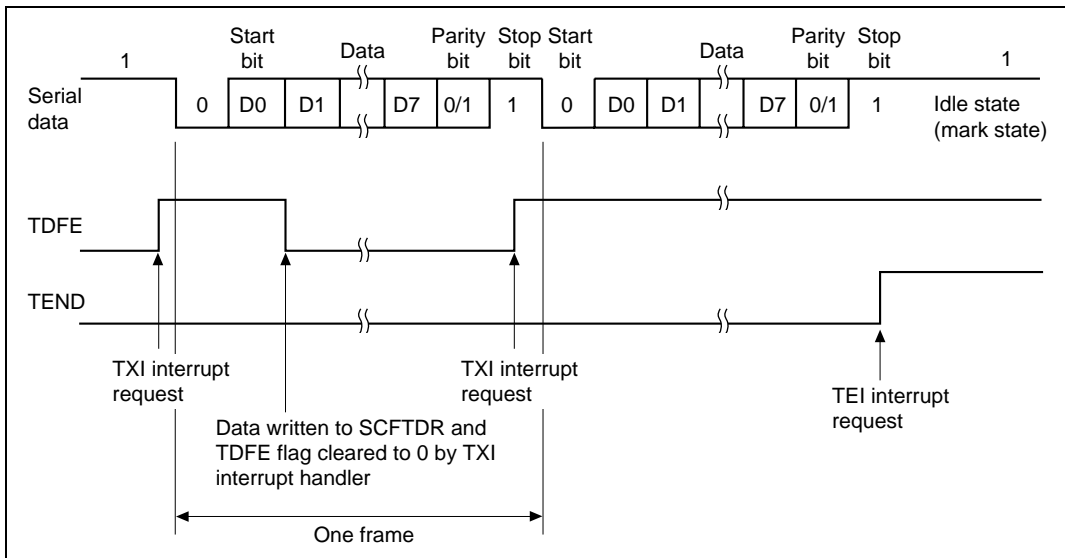 Start bit Data Parity bit Stop bit Start bit Data Parity bit Stop bit
1 1
Serial data 0 D0 D1 D7 0/1 1 0 D0 D1 D7 0/1 1 Idle state (mark state)
TDFE
TEND
TXI interrupt request
TXI interrupt request
TEI interrupt request
Data written to SCFTDR and
TDFE flag cleared to 0 by TXI
interrupt handler
One frame